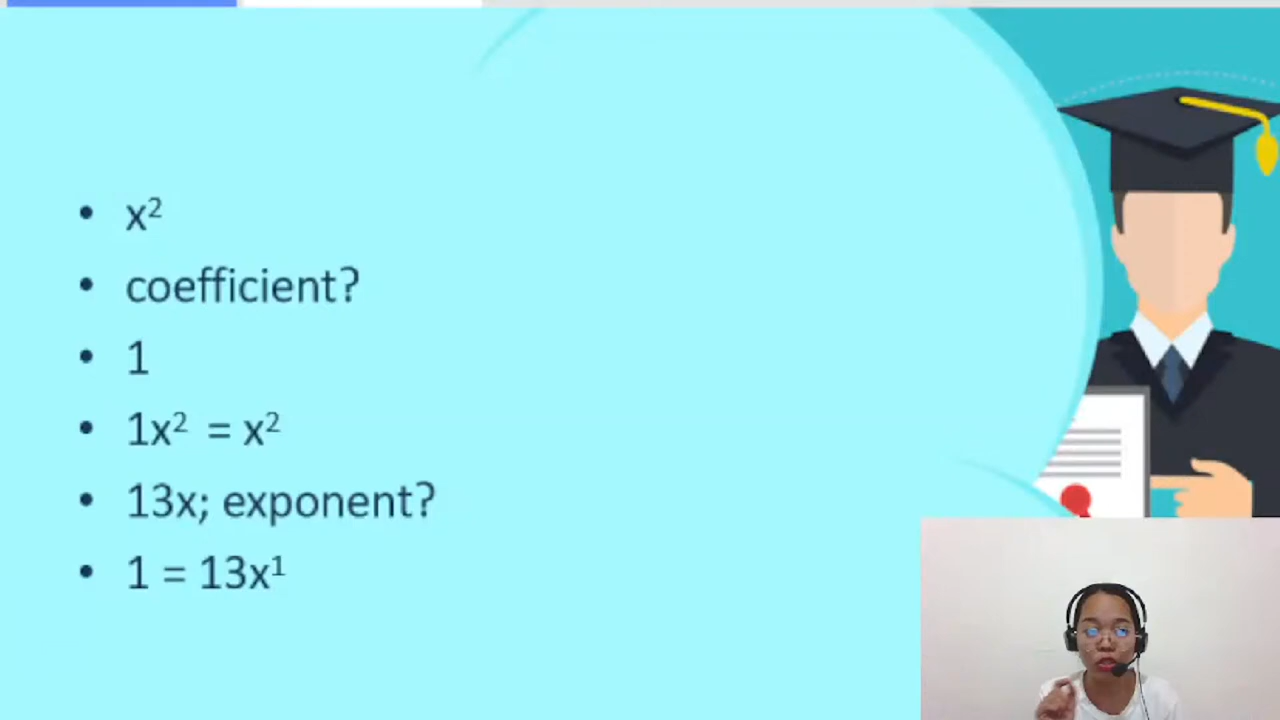 • x²
• coefficient?
• 1
• 1x² = x²
• 13x; exponent?
• 1 = 13x¹